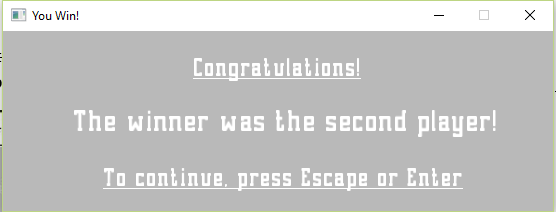 You Win!
Congratulations!
The winner was the second player!
To continue, press Escape or Enter